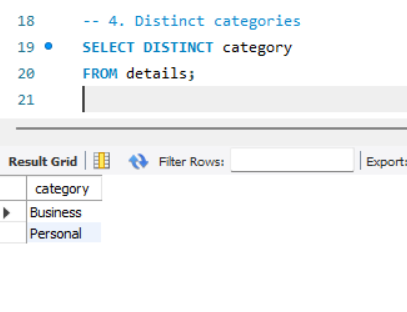 18 -- 4. Distinct categories
19 SELECT DISTINCT category
20 FROM details;
21
Result Grid Filter Rows: Export:
category
Business
Personal